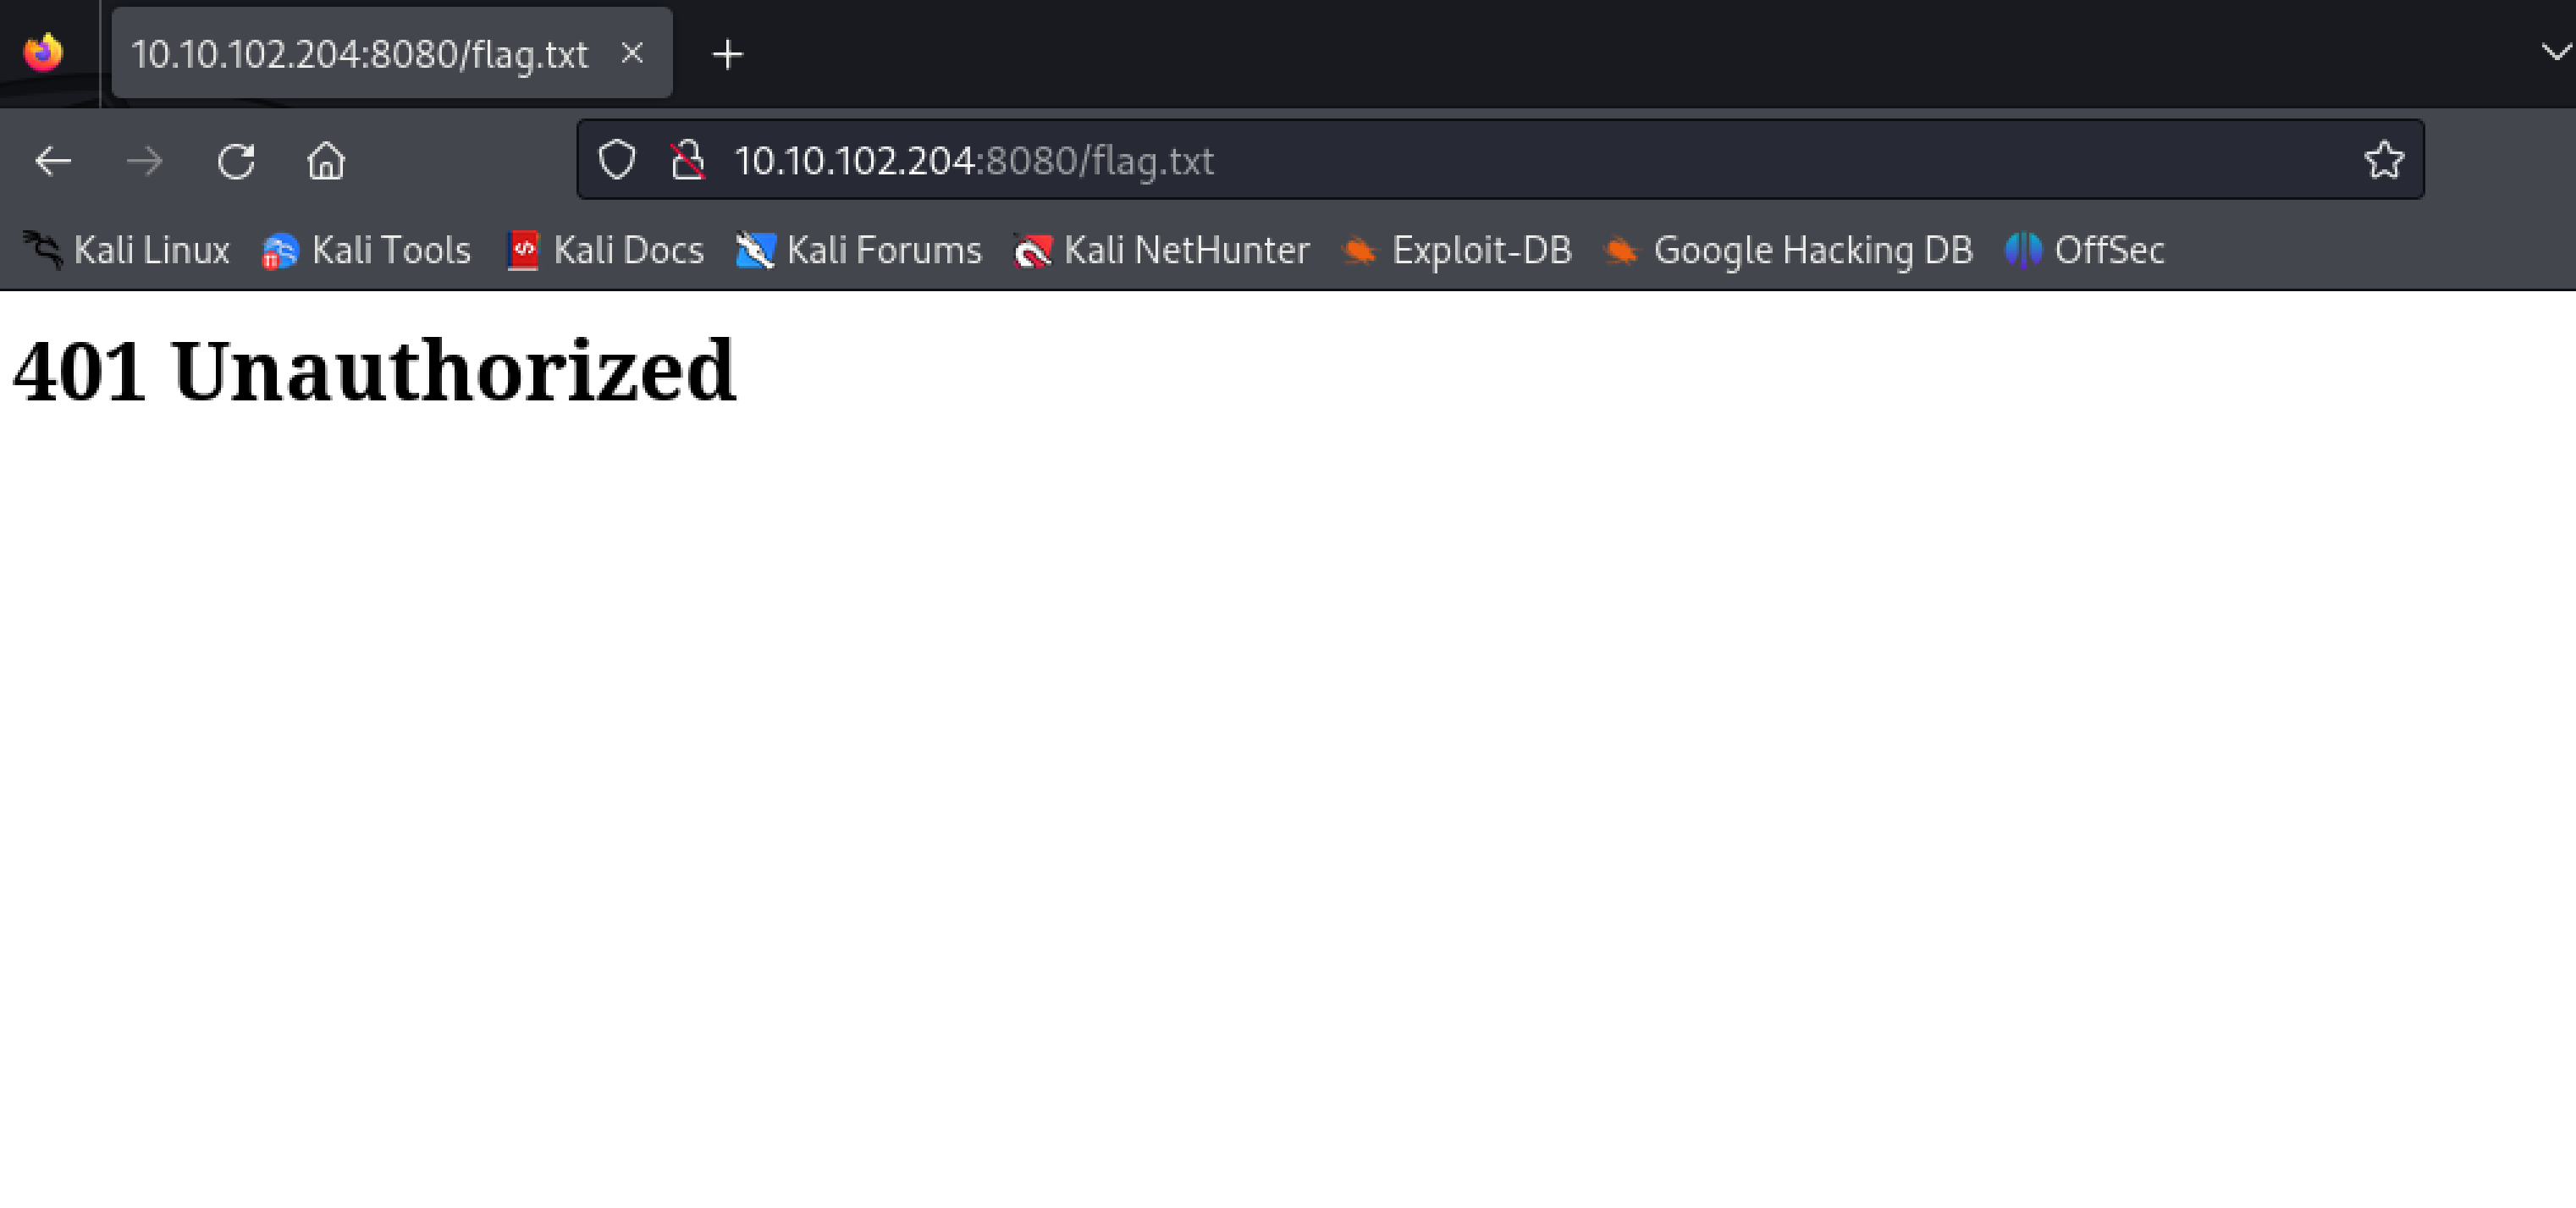 10.10.102.204:8080/flag.txt
10.10.102.204:8080/flag.txt
Kali Linux Kali Tools Kali Docs Kali Forums Kali NetHunter Exploit-DB Google Hacking DB OffSec
401 Unauthorized